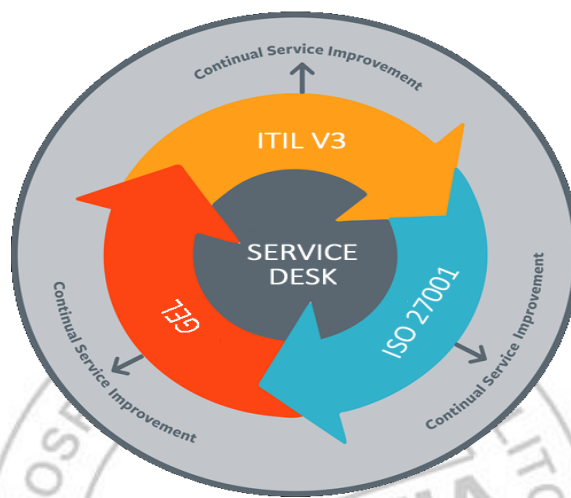 Continual Service Improvement
ITIL V3
SERVICE
DESK
ISO 27001
GEL
Continual Service Improvement
Continual Service Improvement